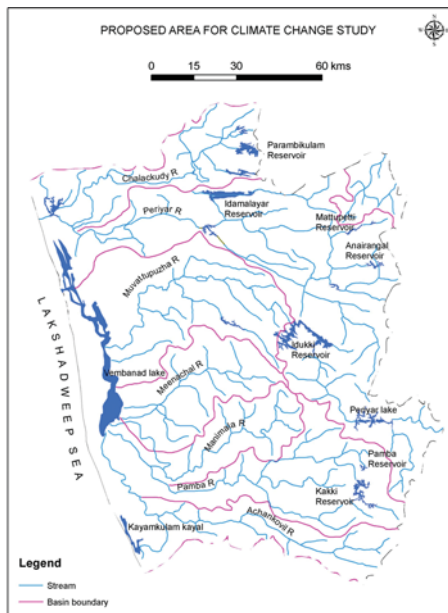 PROPOSED AREA FOR CLIMATE CHANGE STUDY
0 15 30 60 kms
Parambikulam
Reservoir
Chalackudy R
Idamalayar
Reservoir
Periyar R
Mattupetti
Reservoir
Anairangal
Reservoir
Muvattupuzha R
LAKSHADWEEP SEA
Idukki
Reservoir
Vembanad lake
Meenachal R
Periyar lake
Manimala R
Pamba
Reservoir
Pamba R
Kakki
Reservoir
Achankovil R
Kayamkulam kayal
Legend
Stream
Basin boundary